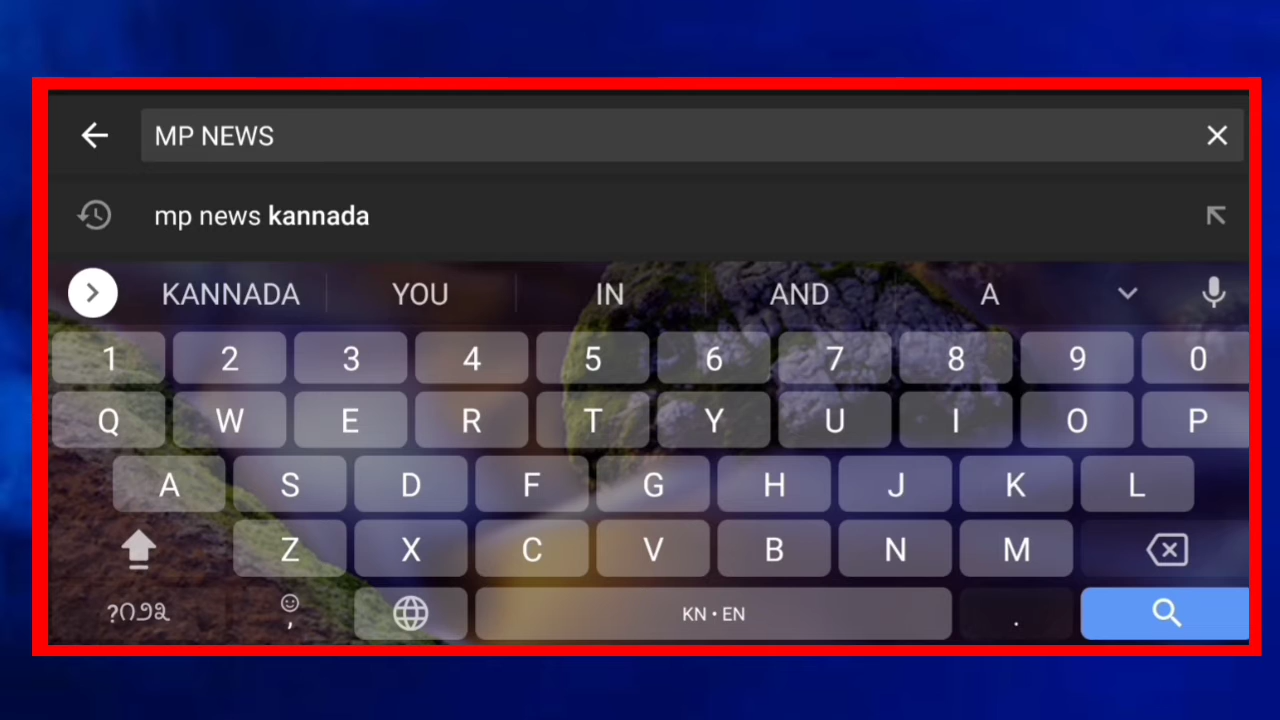 MP NEWS
mp news kannada
KANNADA YOU IN AND A
1 2 3 4 5 6 7 8 9 0
Q W E R T Y U I O P
A S D F G H J K L
Z X C V B N M
?೧೨೩ , KN • EN .